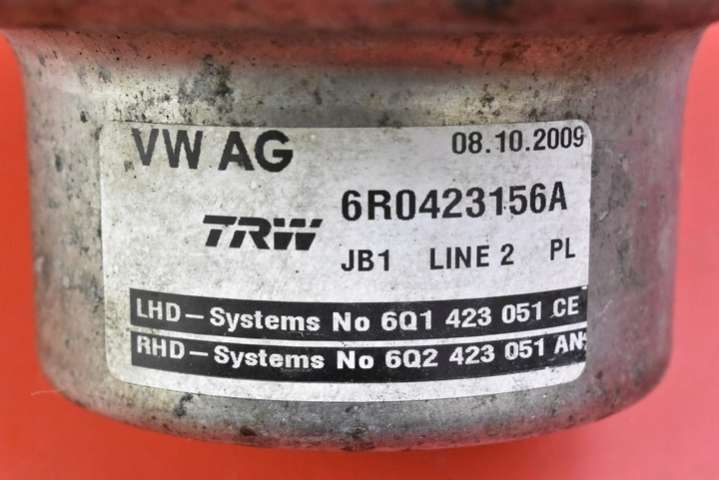 VW AG 08.10.2009
6R0423156A
TRW
JB1 LINE 2 PL
LHD-Systems No 6Q1 423 051 CE
RHD-Systems No 6Q2 423 051 AN